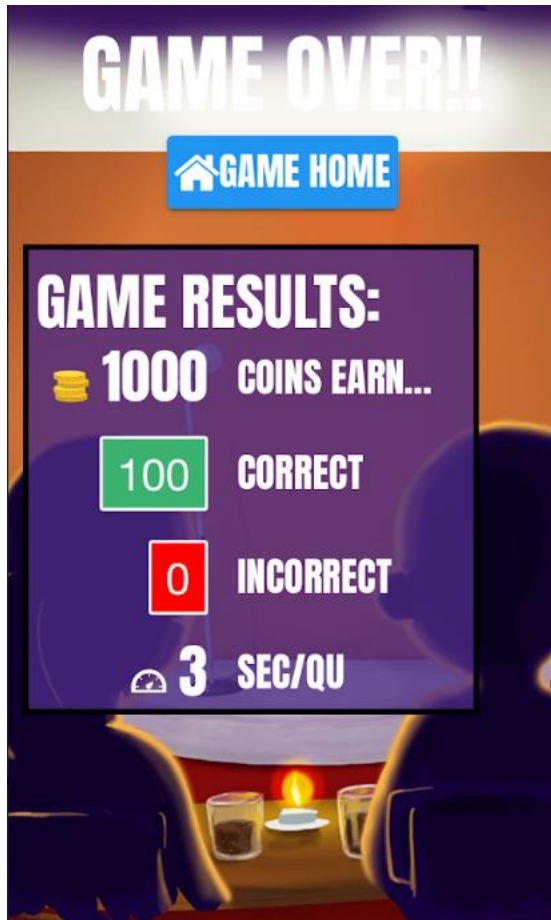 GAME OVER!!
GAME HOME
GAME RESULTS:
1000 COINS EARN...
100 CORRECT
0 INCORRECT
3 SEC/QU